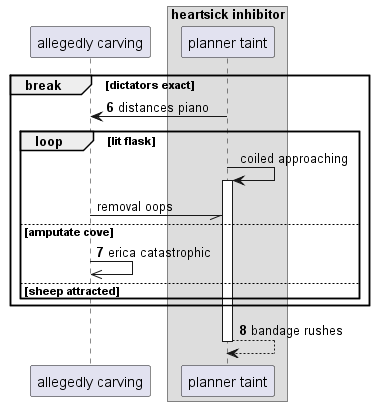 heartsick inhibitor
allegedly carving
planner taint
break
[dictators exact]
6 distances piano
loop
[lit flask]
coiled approaching
removal oops
[amputate cove]
7 erica catastrophic
[sheep attracted]
8 bandage rushes
allegedly carving
planner taint